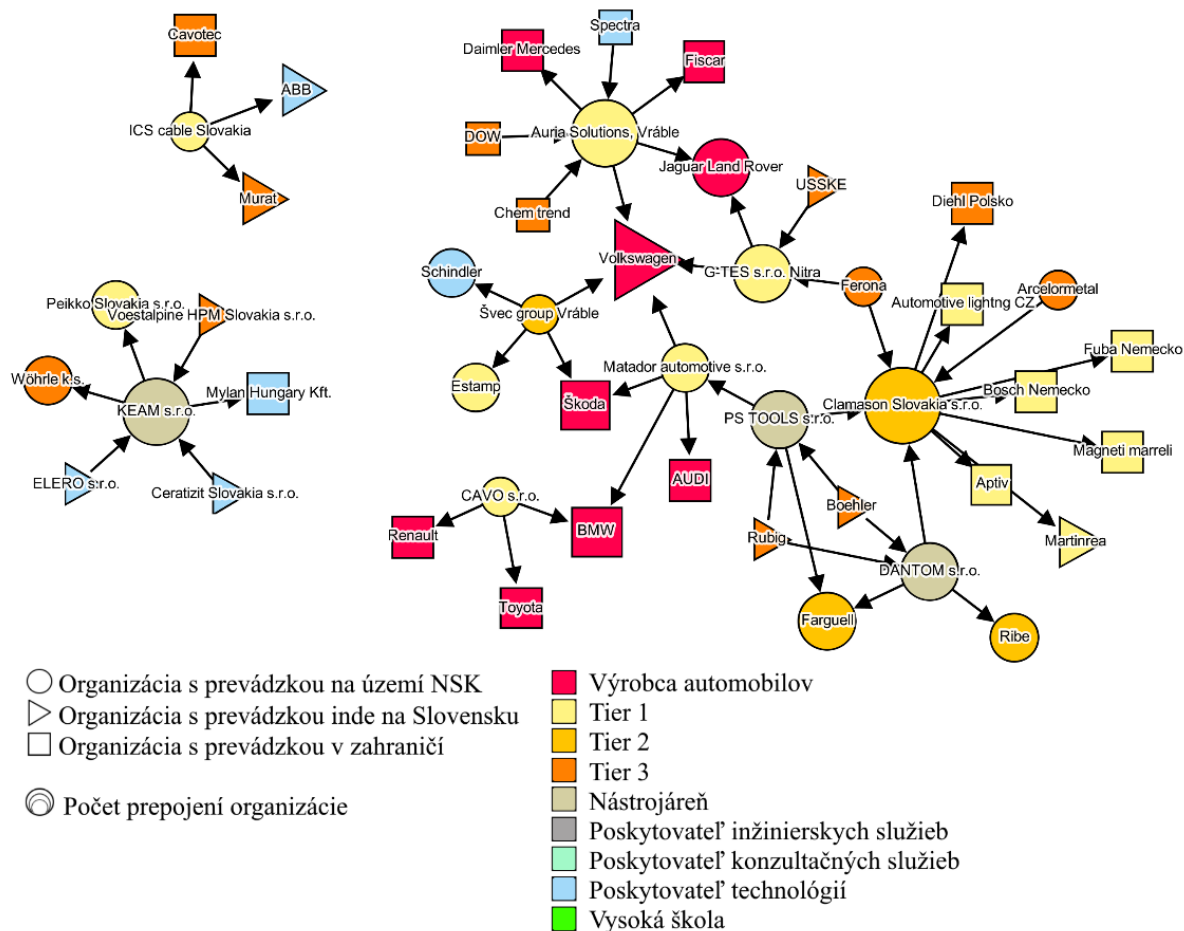 Cavotec
ABB
ICS cable Slovakia
Murat
Spectra
Daimler Mercedes
Fiscar
DOW
Auria Solutions, Vráble
Jaguar Land Rover
Chem trend
USSKE
Diehl Polsko
Schindler
Volkswagen
G-TES s.r.o. Nitra
Ferona
Arcelormetal
Automotive lightng CZ
Švec group Vráble
Fuba Nemecko
Peikko Slovakia s.r.o.
Voestalpine HPM Slovakia s.r.o.
Wöhrle k.s.
Mylan Hungary Kft.
KEAM s.r.o.
ELERO s.r.o.
Ceratizit Slovakia s.r.o.
Estamp
Škoda
Matador automotive s.r.o.
Bosch Nemecko
Clamason Slovakia s.r.o.
PS TOOLS s.r.o.
Magneti marreli
AUDI
Aptiv
CAVO s.r.o.
Boehler
Renault
BMW
Rubig
Martinrea
DANTOM s.r.o.
Toyota
Farguell
Ribe
Organizácia s prevádzkou na území NSK
Organizácia s prevádzkou inde na Slovensku
Organizácia s prevádzkou v zahraničí
Počet prepojení organizácie
Výrobca automobilov
Tier 1
Tier 2
Tier 3
Nástrojáreň
Poskytovateľ inžinierskych služieb
Poskytovateľ konzultačných služieb
Poskytovateľ technológií
Vysoká škola